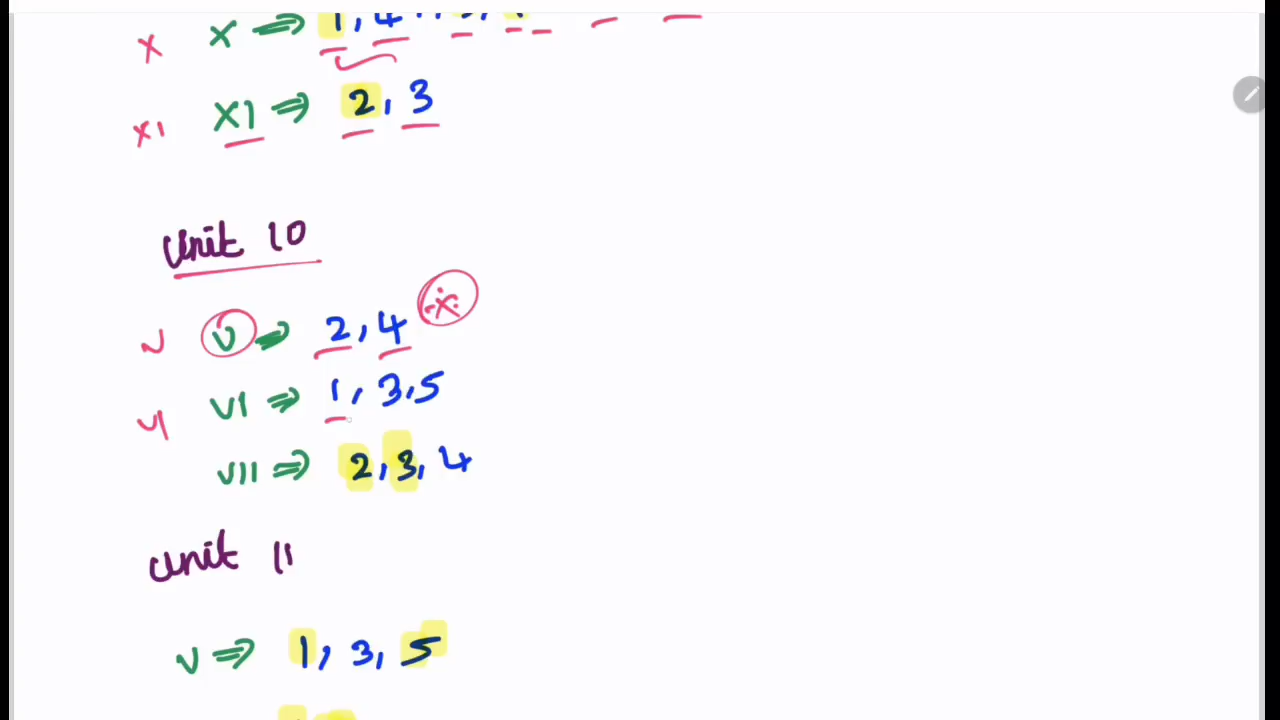 x x ⇒ 1, 4
x1 X1 ⇒ 2, 3
Unit 10
v v ⇒ 2, 4
v1 v1 ⇒ 1, 3, 5
v11 ⇒ 2, 3, 4
Unit 11
v ⇒ 1, 3, 5